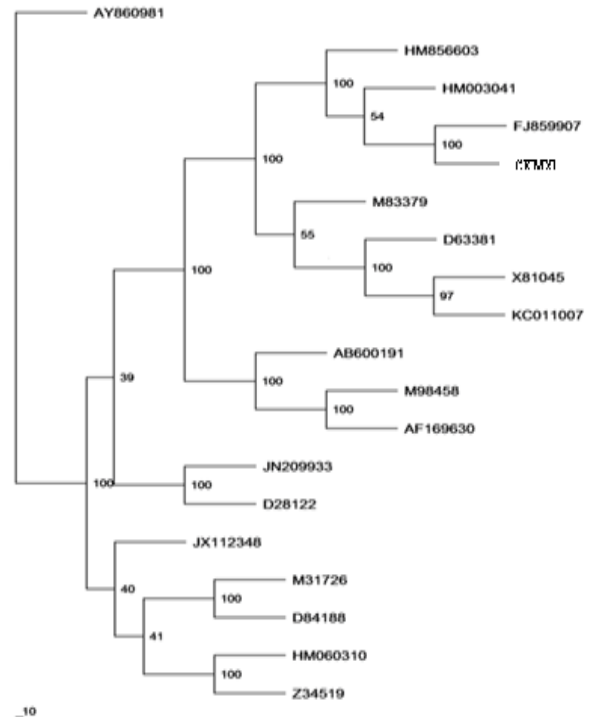 AY860981
HM856603
100
HM003041
54
FJ859907
100
100
M83379
55
D63381
100
X81045
97
KC011007
100
AB600191
100
M98458
100
AF169630
39
JN209933
100
100
D28122
JX112348
40
M31726
100
D84188
41
HM060310
100
Z34519
_10